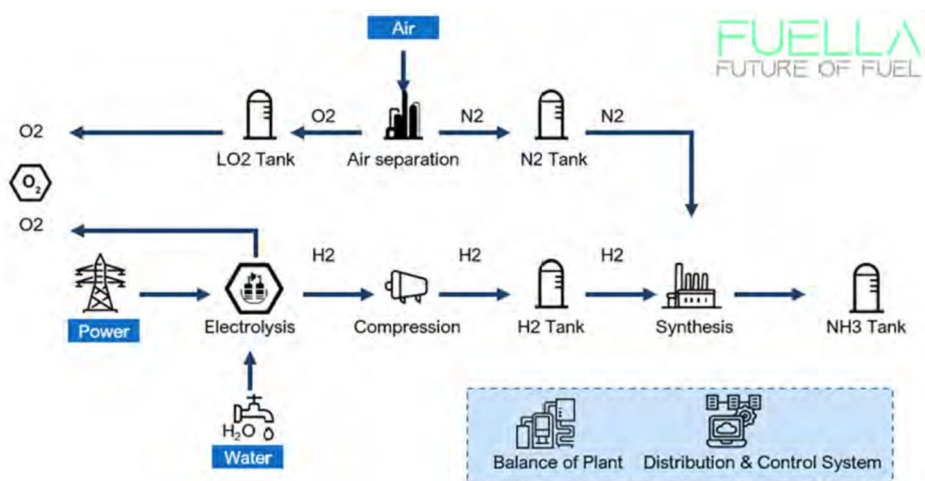 Air
FUELLA
FUTURE OF FUEL
O2
O2
N2
N2
LO2 Tank
Air separation
N2 Tank
O₂
O2
H2
H2
H2
Power
Electrolysis
Compression
H2 Tank
Synthesis
NH3 Tank
H₂O
Water
Balance of Plant
Distribution & Control System